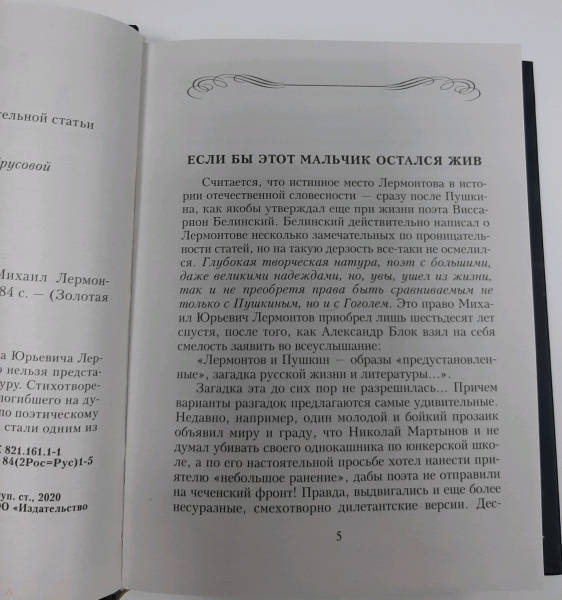 тельной статьи
русовой
Михаил Лермон-
84 с. — (Золотая
а Юрьевича Лер-
о нельзя предста-
уру. Стихотворе-
погибшего на ду-
по поэтическому
стали одним из
К 821.161.1-1
84(2Рос=Рус)1-5
туп. ст., 2020
ОО «Издательство
ЕСЛИ БЫ ЭТОТ МАЛЬЧИК ОСТАЛСЯ ЖИВ
Считается, что истинное место Лермонтова в исто-
рии отечественной словесности — сразу после Пушки-
на, как якобы утверждал еще при жизни поэта Висса-
рион Белинский. Белинский действительно написал о
Лермонтове несколько замечательных по проницатель-
ности статей, но на такую дерзость все-таки не осмелил-
ся. Глубокая творческая натура, поэт с большими,
даже великими надеждами, но, увы, ушел из жизни,
так и не приобретя права быть сравниваемым не
только с Пушкиным, но и с Гоголем. Это право Миха-
ил Юрьевич Лермонтов приобрел лишь шестьдесят лет
спустя, после того, как Александр Блок взял на себя
смелость заявить во всеуслышание:
«Лермонтов и Пушкин — образы «предустановлен-
ные», загадка русской жизни и литературы...».
Загадка эта до сих пор не разрешилась... Причем
варианты разгадок предлагаются самые удивительные.
Недавно, например, один молодой и бойкий прозаик
объявил миру и граду, что Николай Мартынов и не
думал убивать своего однокашника по юнкерской шко-
ле, а по его настоятельной просьбе хотел нанести при-
ятелю «небольшое ранение», дабы поэта не отправили
на чеченский фронт! Правда, выдвигались и еще более
несуразные, смехотворно дилетантские версии. Дес-
5